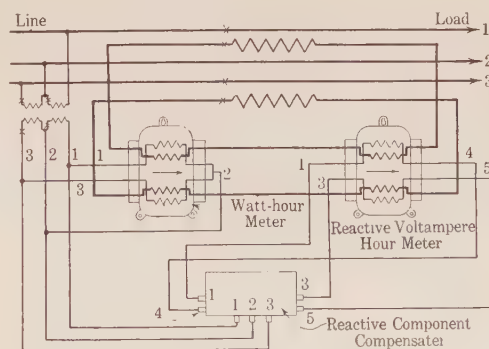 Line Load 1
2
3
3 2 1 1 2 1 4
3 3 5
Watt-hour
Meter
Reactive Voltampere
Hour Meter
1 3
4 1 2 3 5
Reactive Component
Compensater